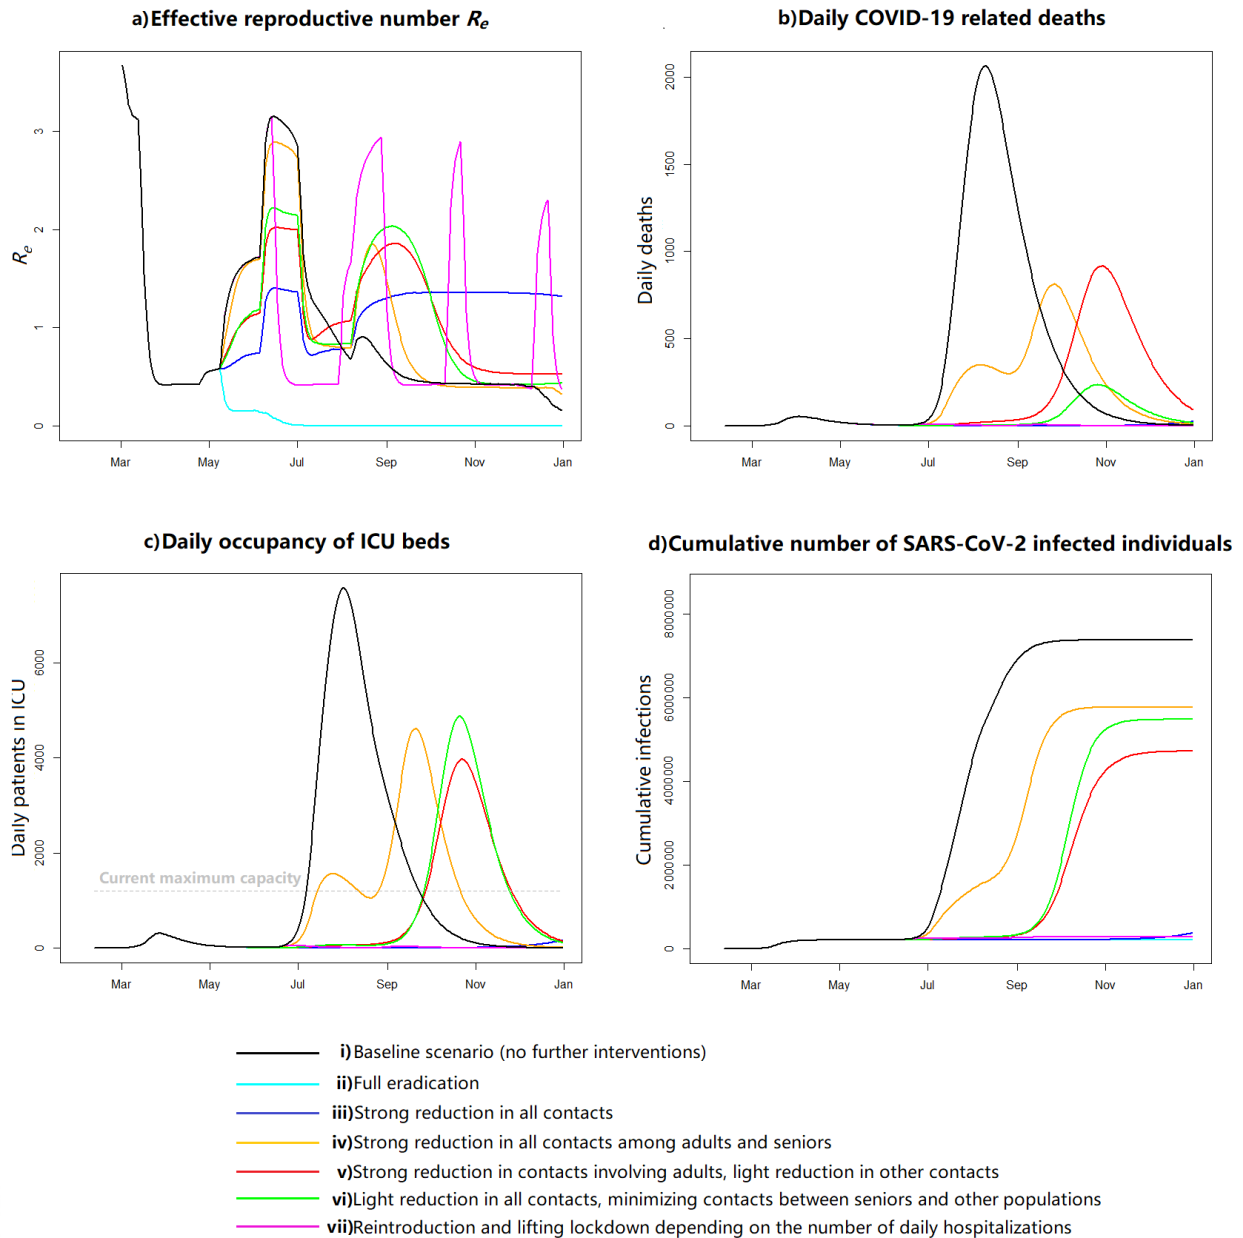 a)Effective reproductive number Re
b)Daily COVID-19 related deaths
Re
0 1 2 3
Mar May Jul Sep Nov Jan
Daily deaths
0 500 1000 1500 2000
Mar May Jul Sep Nov Jan
c)Daily occupancy of ICU beds
d)Cumulative number of SARS-CoV-2 infected individuals
Daily patients in ICU
0 2000 4000 6000
Current maximum capacity
Mar May Jul Sep Nov Jan
Cumulative infections
0 2000000 4000000 6000000 8000000
Mar May Jul Sep Nov Jan
i)Baseline scenario (no further interventions)
ii)Full eradication
iii)Strong reduction in all contacts
iv)Strong reduction in all contacts among adults and seniors
v)Strong reduction in contacts involving adults, light reduction in other contacts
vi)Light reduction in all contacts, minimizing contacts between seniors and other populations
vii)Reintroduction and lifting lockdown depending on the number of daily hospitalizations